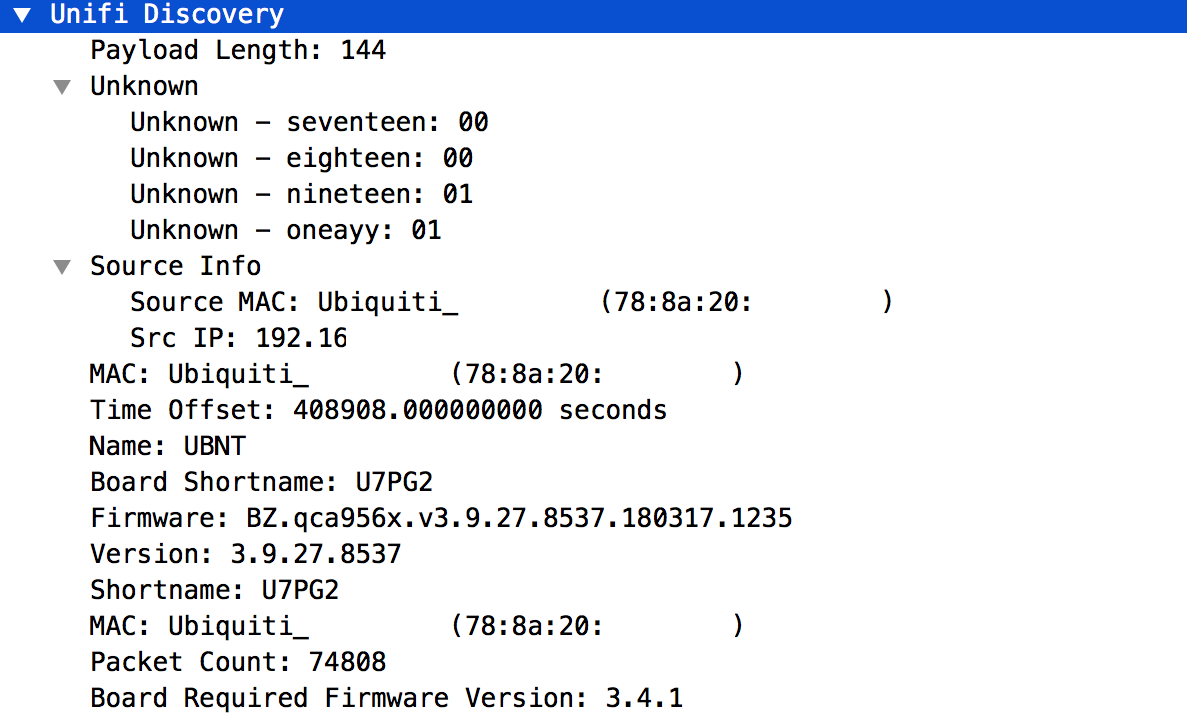 Unifi Discovery
Payload Length: 144
Unknown
Unknown – seventeen: 00
Unknown – eighteen: 00
Unknown – nineteen: 01
Unknown – oneayy: 01
Source Info
Source MAC: Ubiquiti_ (78:8a:20: )
Src IP: 192.16
MAC: Ubiquiti_ (78:8a:20: )
Time Offset: 408908.000000000 seconds
Name: UBNT
Board Shortname: U7PG2
Firmware: BZ.qca956x.v3.9.27.8537.180317.1235
Version: 3.9.27.8537
Shortname: U7PG2
MAC: Ubiquiti_ (78:8a:20: )
Packet Count: 74808
Board Required Firmware Version: 3.4.1